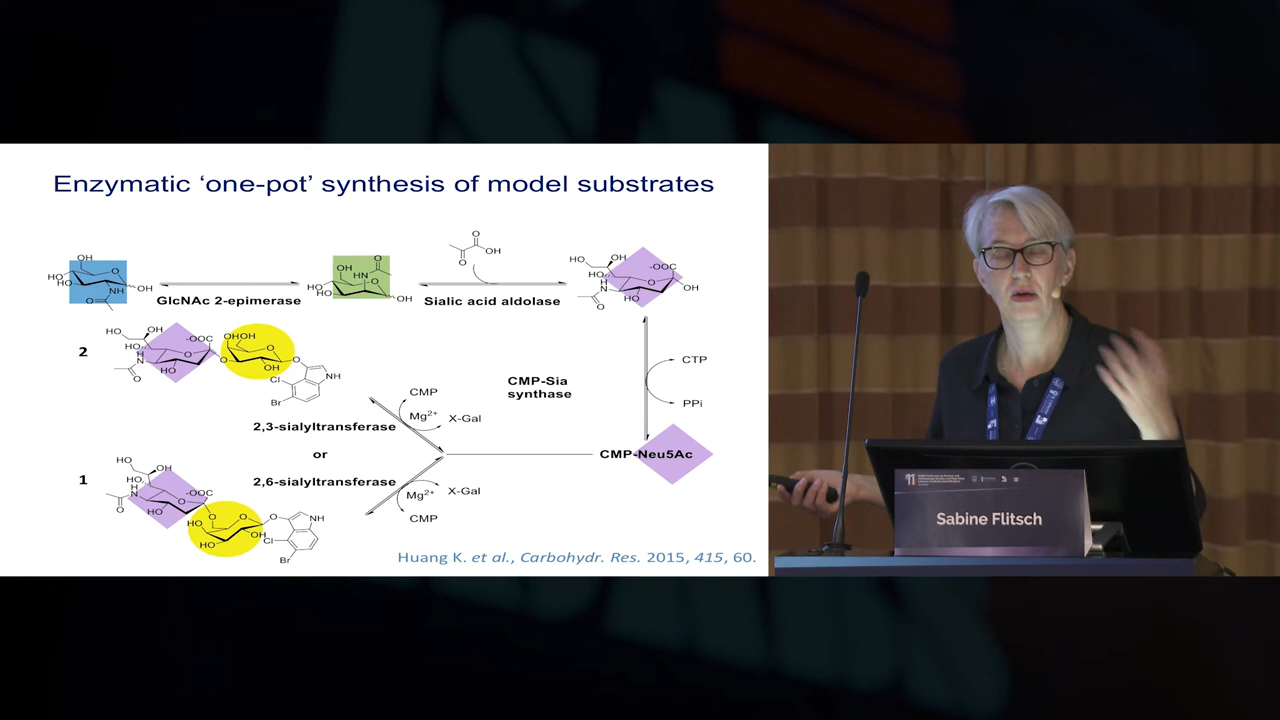 Enzymatic ‘one-pot’ synthesis of model substrates
GlcNAc 2-epimerase
Sialic acid aldolase
2
CMP-Sia
synthase
CTP
PPi
CMP
Mg2+
X-Gal
2,3-sialyltransferase
or
CMP-Neu5Ac
1
2,6-sialyltransferase
Mg2+
X-Gal
CMP
Huang K. et al., Carbohydr. Res. 2015, 415, 60.
11
Sabine Flitsch